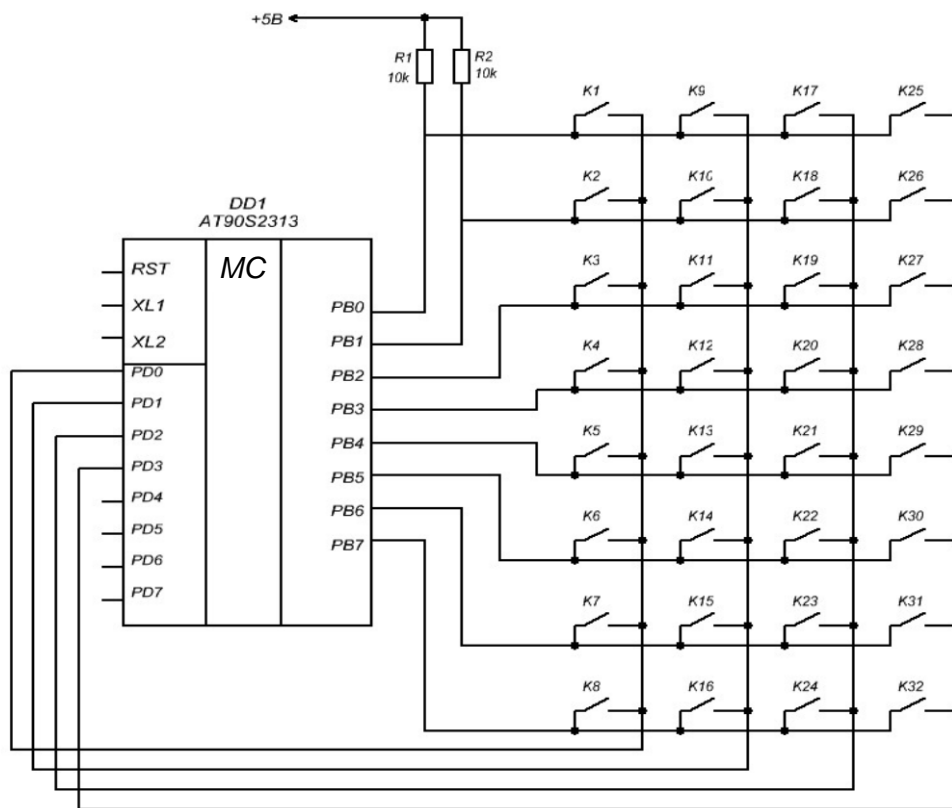 +5В
R1
10k
R2
10k
K1 K9 K17 K25
K2 K10 K18 K26
DD1
AT90S2313
MC
RST
XL1
XL2
PD0
PD1
PD2
PD3
PD4
PD5
PD6
PD7
PB0
PB1
PB2
PB3
PB4
PB5
PB6
PB7
K3 K11 K19 K27
K4 K12 K20 K28
K5 K13 K21 K29
K6 K14 K22 K30
K7 K15 K23 K31
K8 K16 K24 K32